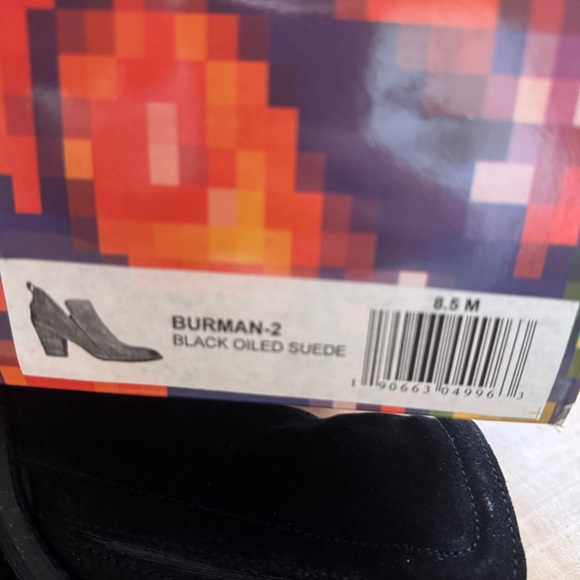 8.5 M
BURMAN-2
BLACK OILED SUEDE
1 90663 04996 3